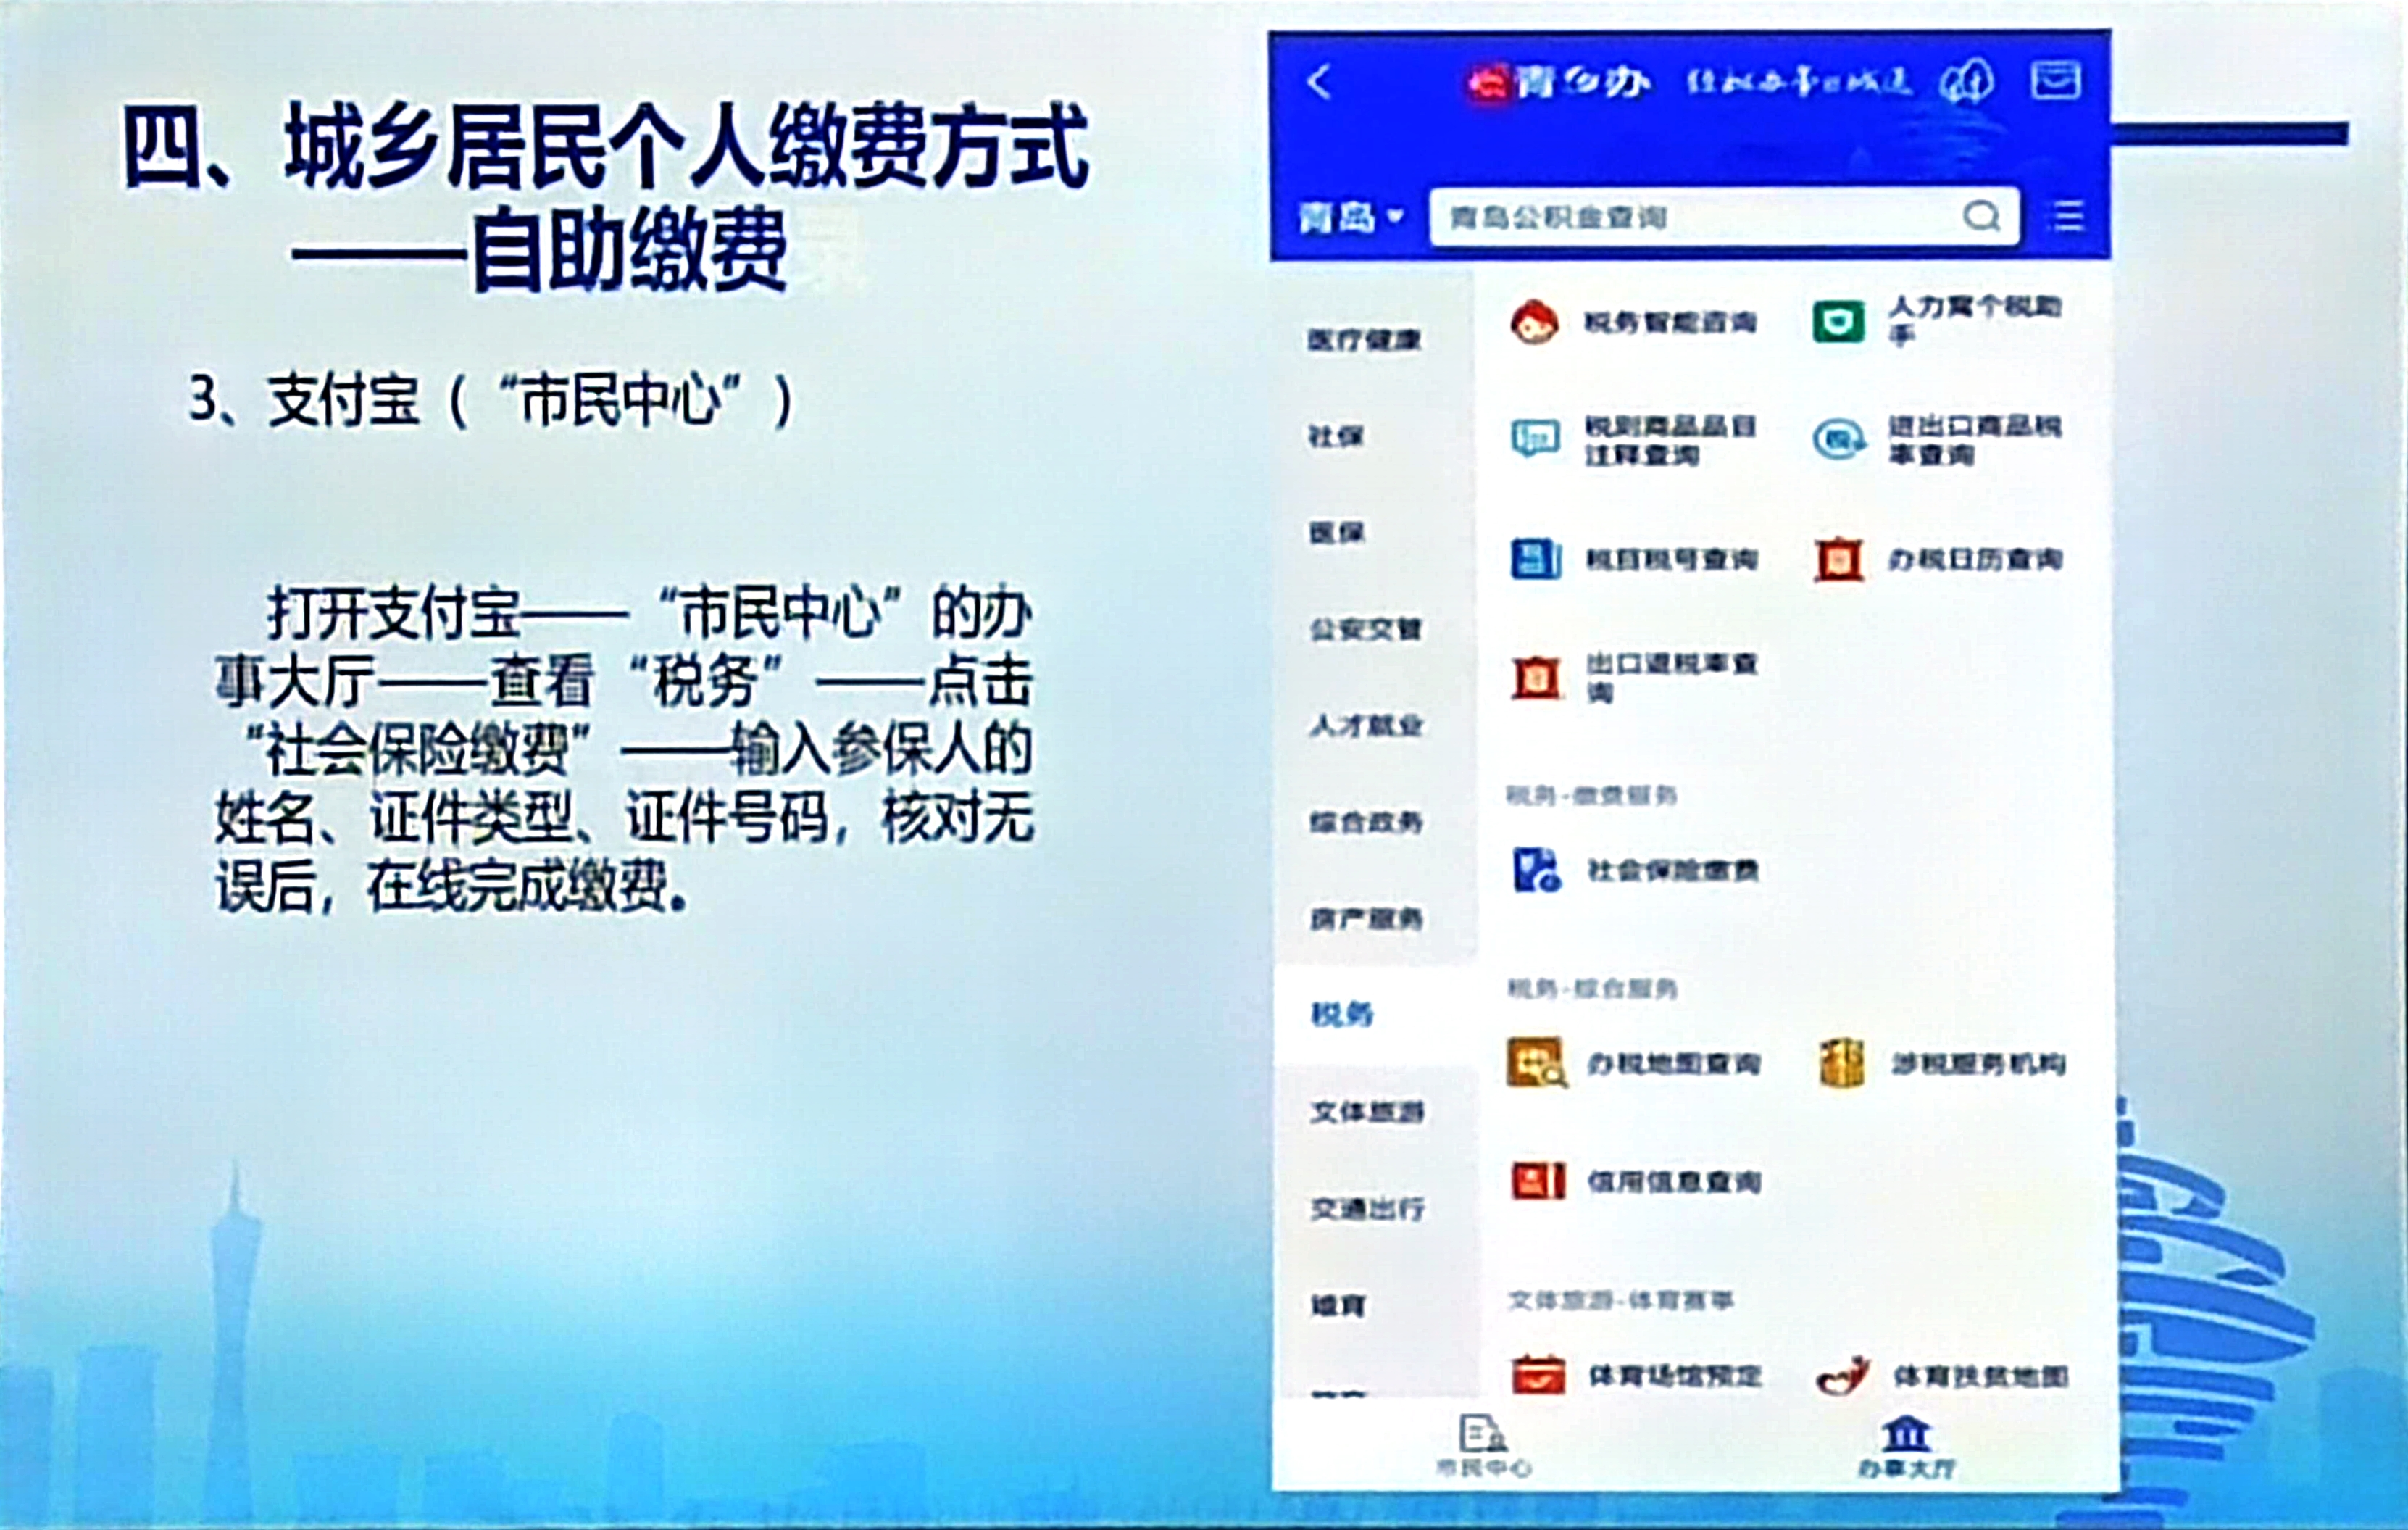 四、城乡居民个人缴费方式
——自助缴费
3、支付宝（“市民中心”）
打开支付宝——“市民中心”的办
事大厅——查看“税务”——点击
“社会保险缴费”——输入参保人的
姓名、证件类型、证件号码，核对无
误后，在线完成缴费。
青岛
青岛公积金查询
医疗健康
社保
医保
公安交管
人才就业
综合政务
房产服务
税务
文体旅游
交通出行
婚育
税务智能咨询
人力窝个税助
手
税则商品品目
注释查询
进出口商品税
率查询
税目税号查询
办税日历查询
出口退税率查
询
税务-缴费服务
社会保险缴费
税务-综合服务
办税地图查询
涉税服务机构
信用信息查询
文体旅游-体育赛事
体育场馆预定
体育扶贫地图
市民中心
办事大厅